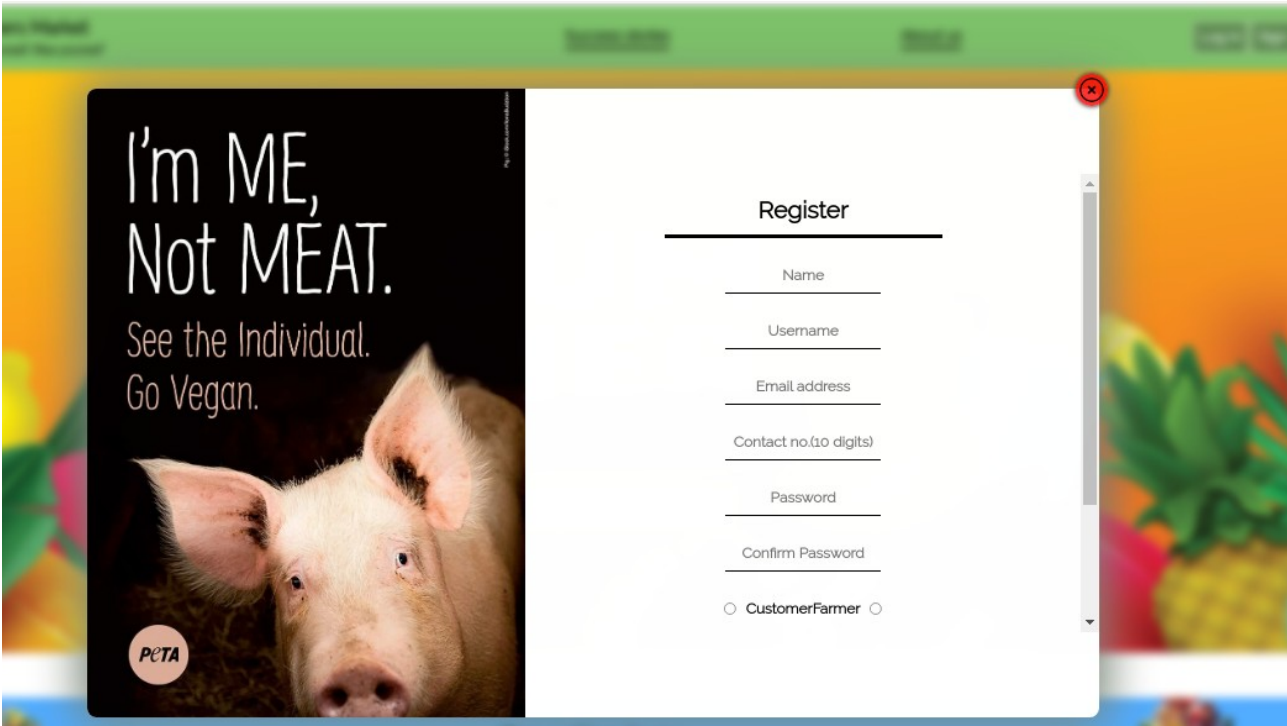 I'm ME,
Not MEAT.
See the Individual.
Go Vegan.
PETA
Register
Name
Username
Email address
Contact no.(10 digits)
Password
Confirm Password
CustomerFarmer